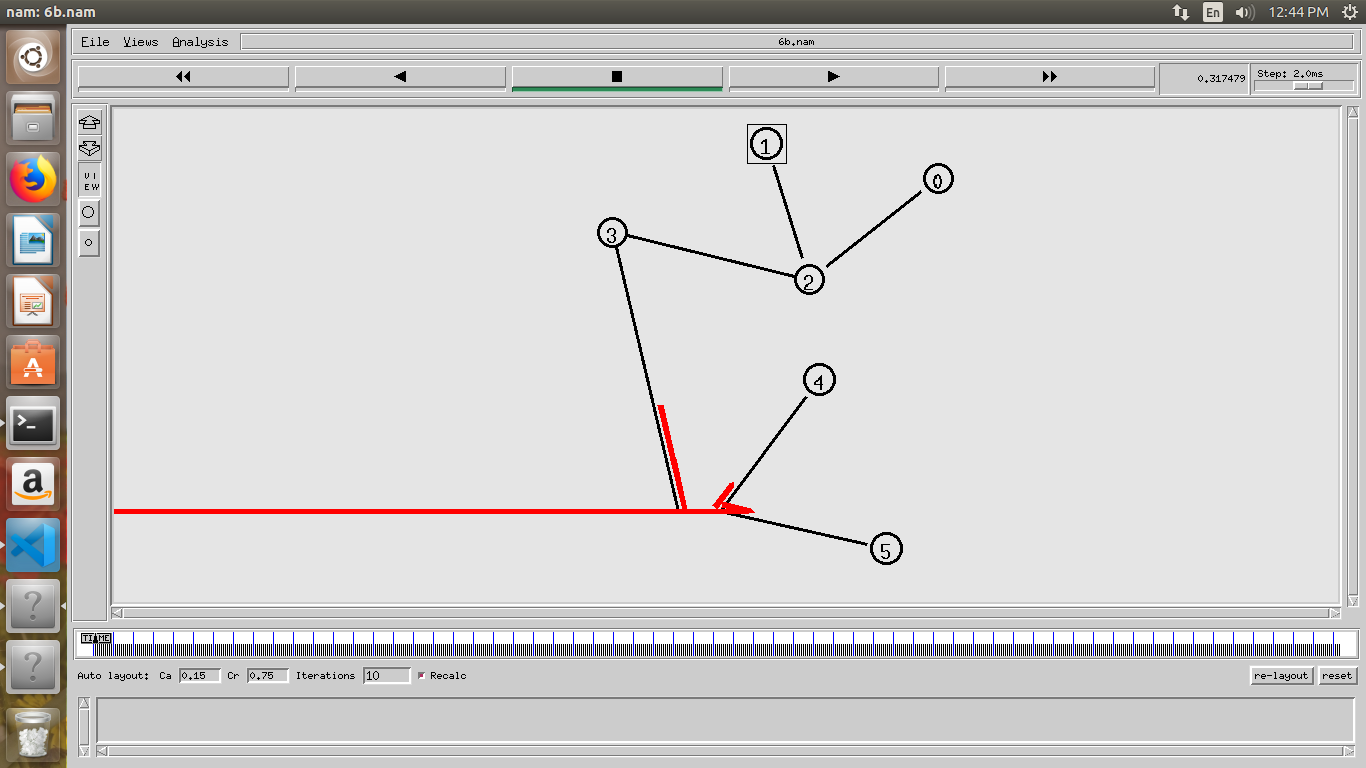 nam: 6b.nam
En
12:44 PM
File Views Analysis
6b.nam
0.317479
Step: 2.0ms
VI
EW
1
0
3
2
4
5
TIME
Auto layout: Ca 0.15 Cr 0.75 Iterations 10 Recalc
re-layout reset